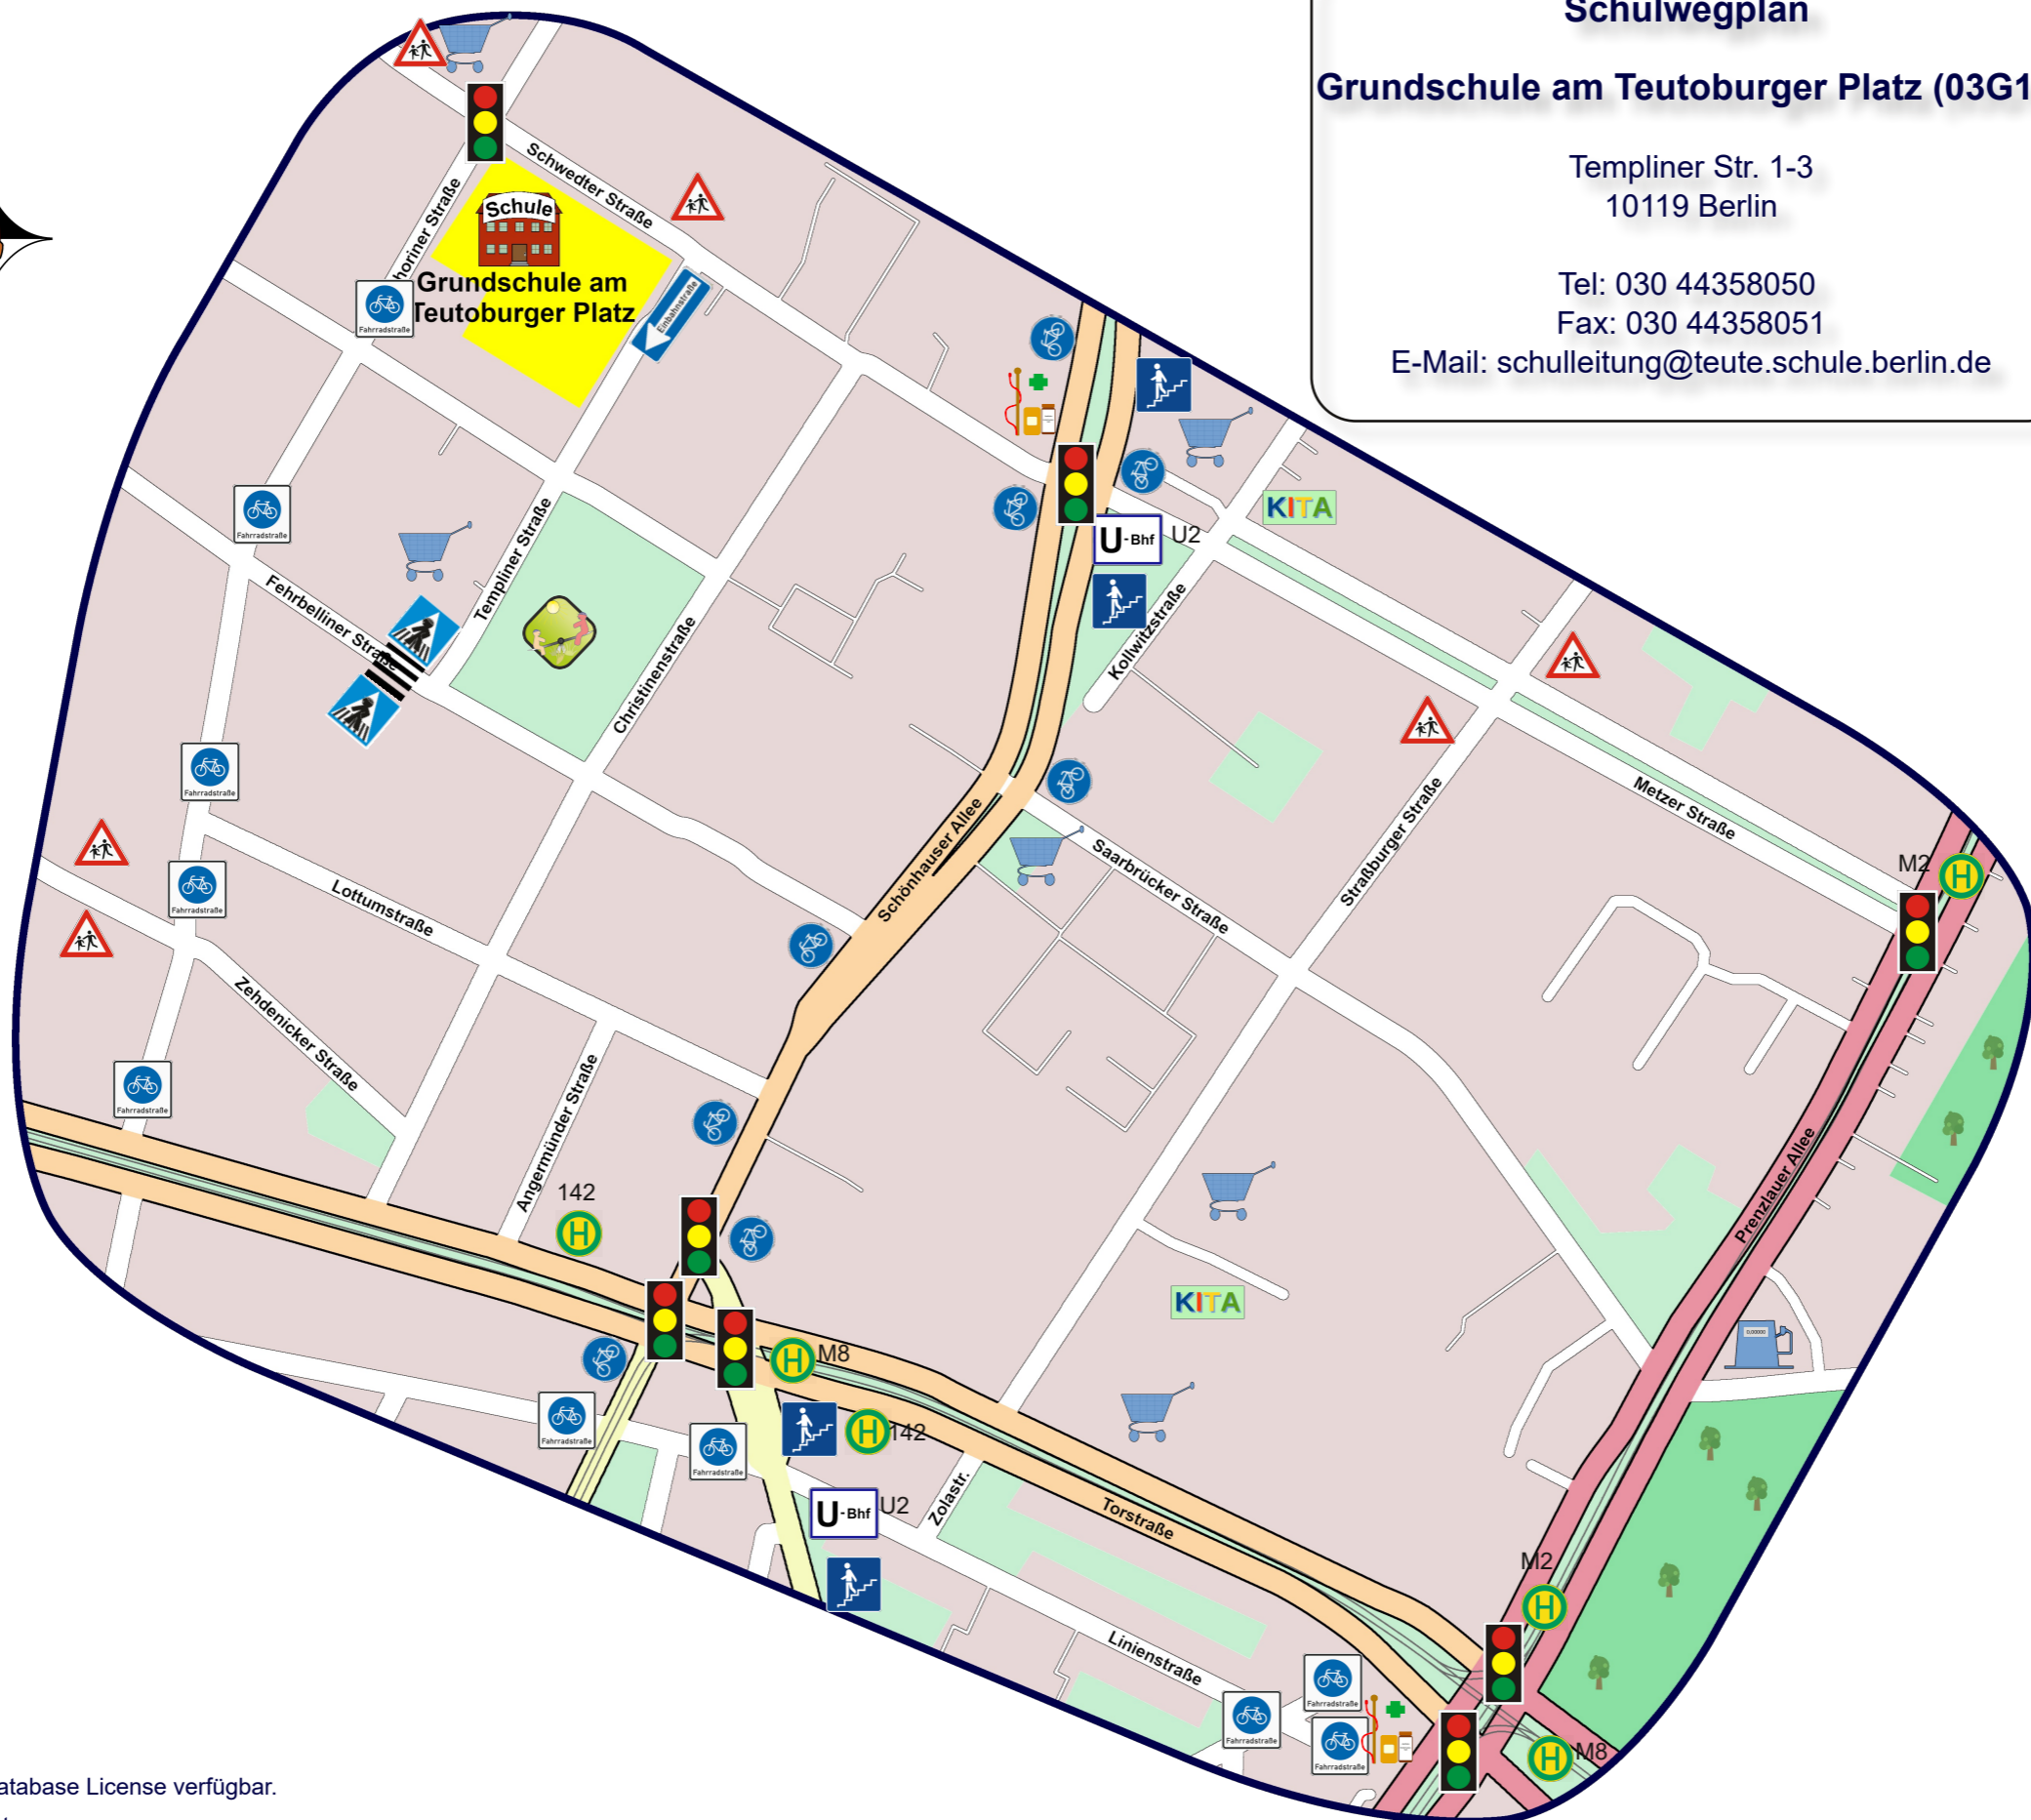 Schulwegplan
Grundschule am Teutoburger Platz (03G1
Templiner Str. 1-3
10119 Berlin
Tel: 030 44358050
Fax: 030 44358051
E-Mail: schulleitung@teute.schule.berlin.de
Schwedter Straße
horiner Straße
Schule
Grundschule am
Teutoburger Platz
Einbahnstraße
Fahrradstraße
Fahrradstraße
Templiner Straße
Fehrbelliner Straße
Christinenstraße
U-Bhf U2
KITA
Kollwitzstraße
Fahrradstraße
Fahrradstraße
Lottumstraße
Schönhauser Allee
Saarbrücker Straße
Straßburger Straße
Metzer Straße
M2
H
Zehdenicker Straße
Fahrradstraße
Angermünder Straße
142
H
Prenzlauer Allee
KITA
0,00000
H M8
Fahrradstraße
Fahrradstraße
H 142
U-Bhf U2
Zolastr.
Torstraße
M2
H
Linienstraße
Fahrradstraße
Fahrradstraße
Fahrradstraße
H M8
atabase License verfügbar.